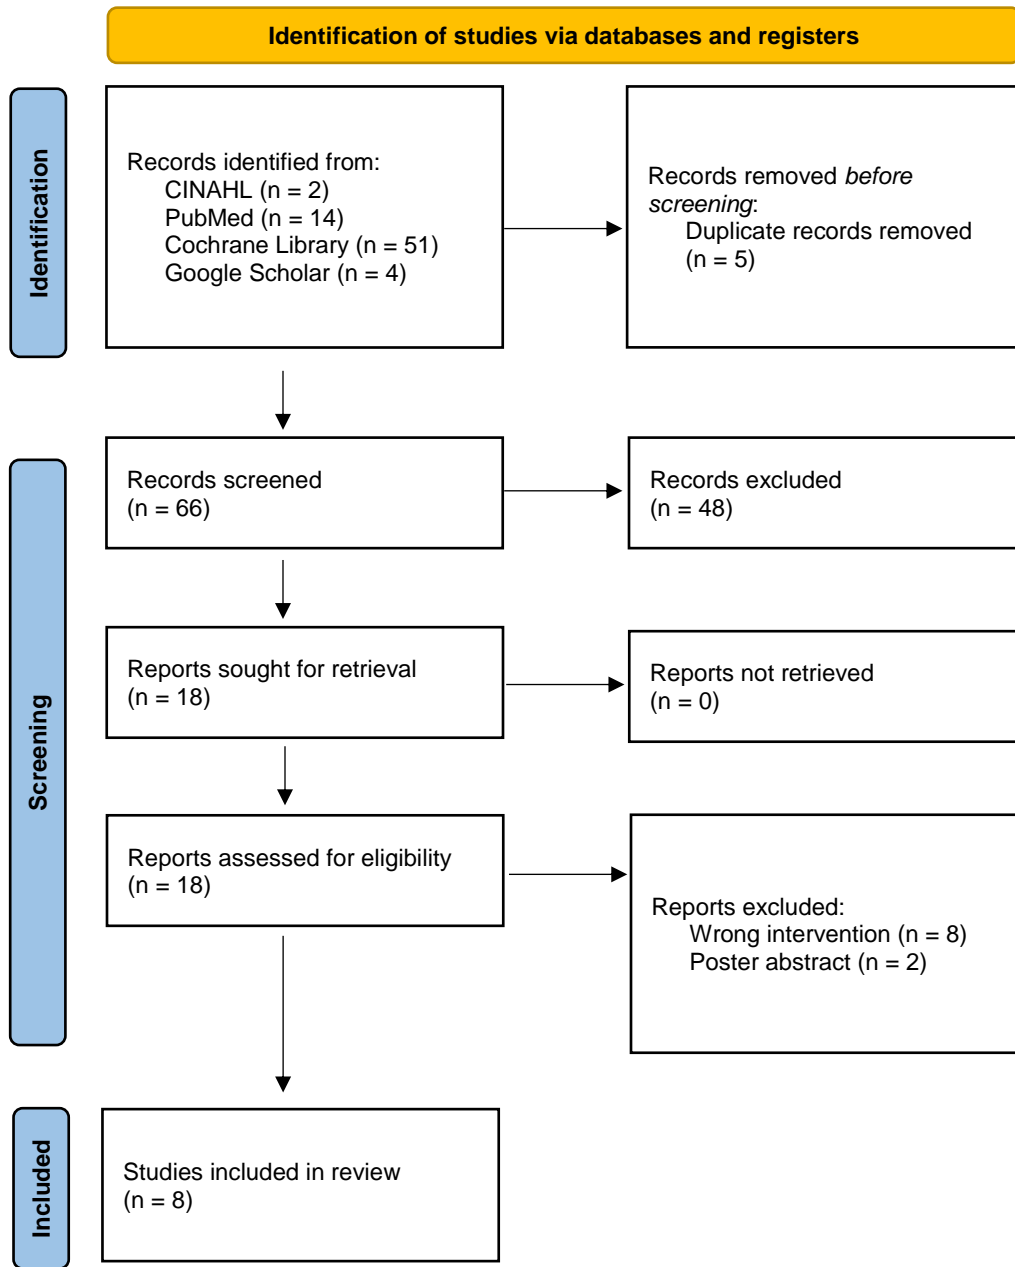 Identification of studies via databases and registers
Identification
Records identified from:
CINAHL (n = 2)
PubMed (n = 14)
Cochrane Library (n = 51)
Google Scholar (n = 4)
Records removed before
screening:
Duplicate records removed
(n = 5)
Screening
Records screened
(n = 66)
Records excluded
(n = 48)
Reports sought for retrieval
(n = 18)
Reports not retrieved
(n = 0)
Reports assessed for eligibility
(n = 18)
Reports excluded:
Wrong intervention (n = 8)
Poster abstract (n = 2)
Included
Studies included in review
(n = 8)